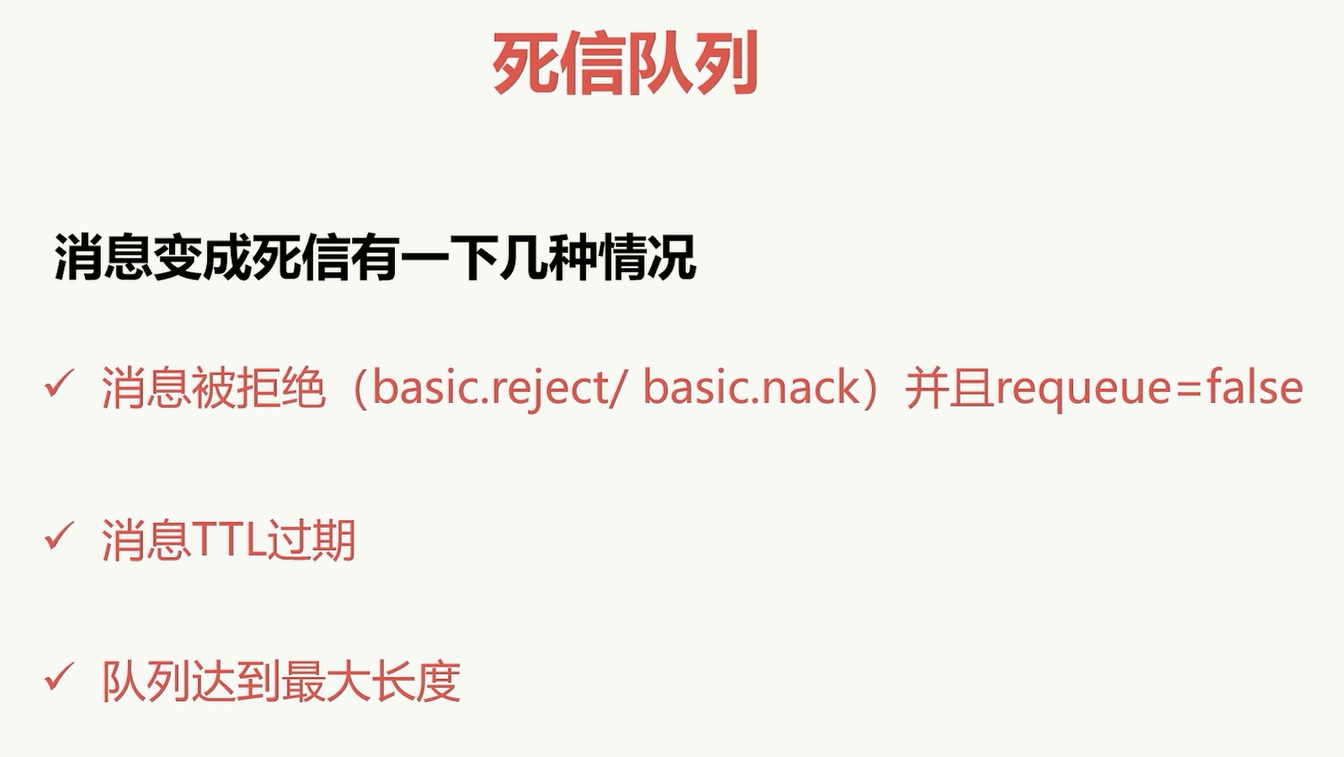 死信队列
消息变成死信有一下几种情况
✓ 消息被拒绝（basic.reject/ basic.nack）并且requeue=false
✓ 消息TTL过期
✓ 队列达到最大长度